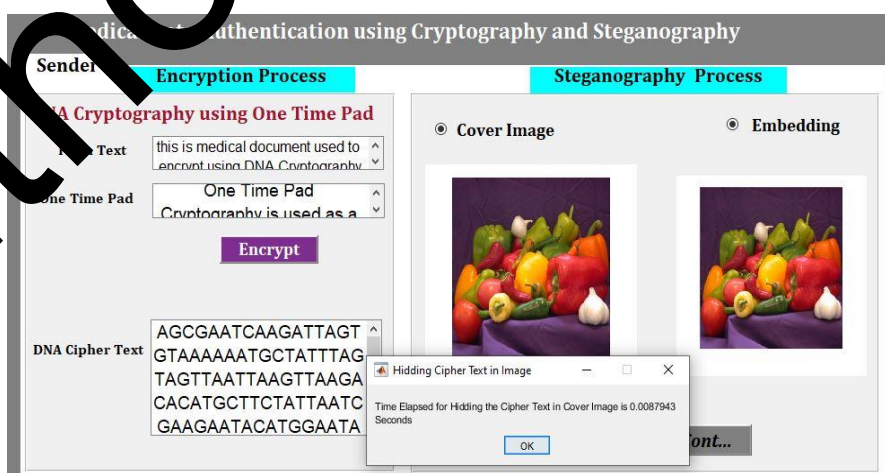 Authentication using Cryptography and Steganography
Sender
Encryption Process
Steganography Process
Cryptography using One Time Pad
Text
this is medical document used to
encrypt using DNA Cryptography
One Time Pad
One Time Pad
Cryptography is used as a
Encrypt
DNA Cipher Text
AGCGAATCAAGATTAGT
GTAAAAAATGCTATTTAG
TAGTTAATTAAGTTAAGA
CACATGCTTCTATTAATC
GAAGAATACATGGAATA
Cover Image
Embedding
Hidding Cipher Text in Image
Time Elapsed for Hidding the Cipher Text in Cover Image is 0.0087943
Seconds
OK